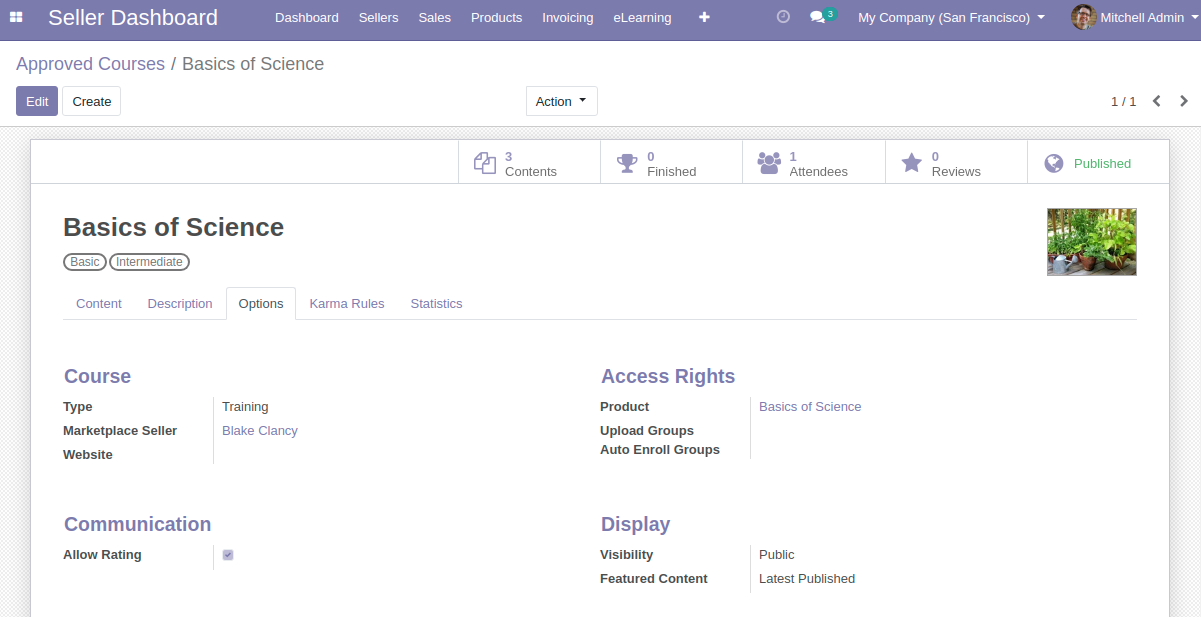 Seller Dashboard Dashboard Sellers Sales Products Invoicing eLearning 3 My Company (San Francisco) Mitchell Admin
Approved Courses / Basics of Science
Edit Create Action 1 / 1
3 Contents 0 Finished 1 Attendees 0 Reviews Published
Basics of Science
Basic Intermediate
Content Description Options Karma Rules Statistics
Course
Type Training
Marketplace Seller Blake Clancy
Website
Access Rights
Product Basics of Science
Upload Groups
Auto Enroll Groups
Communication
Allow Rating
Display
Visibility Public
Featured Content Latest Published